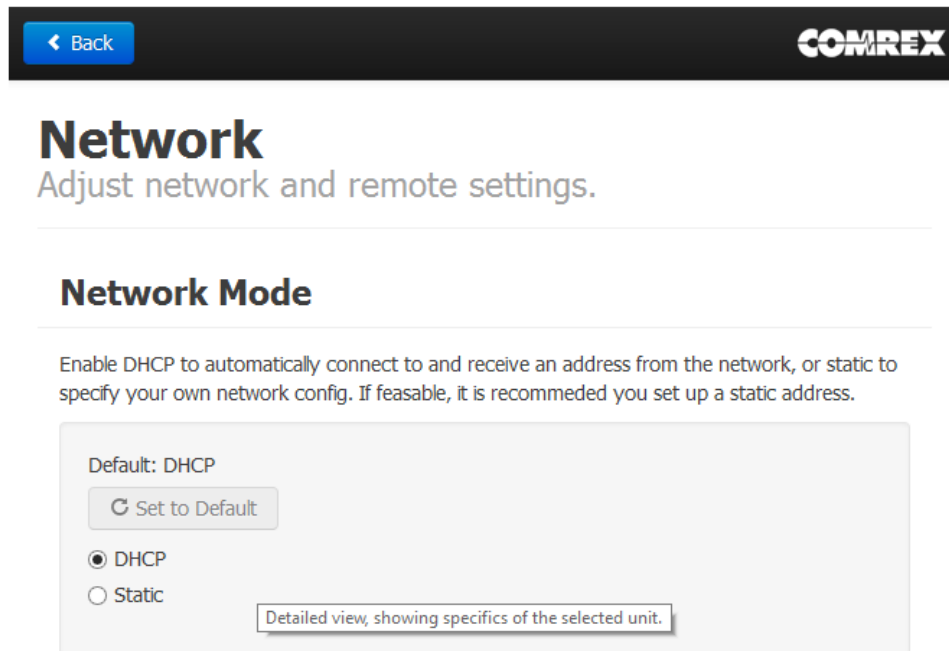 Back
COMREX
Network
Adjust network and remote settings.
Network Mode
Enable DHCP to automatically connect to and receive an address from the network, or static to
specify your own network config. If feasable, it is recommeded you set up a static address.
Default: DHCP
Set to Default
DHCP
Static
Detailed view, showing specifics of the selected unit.